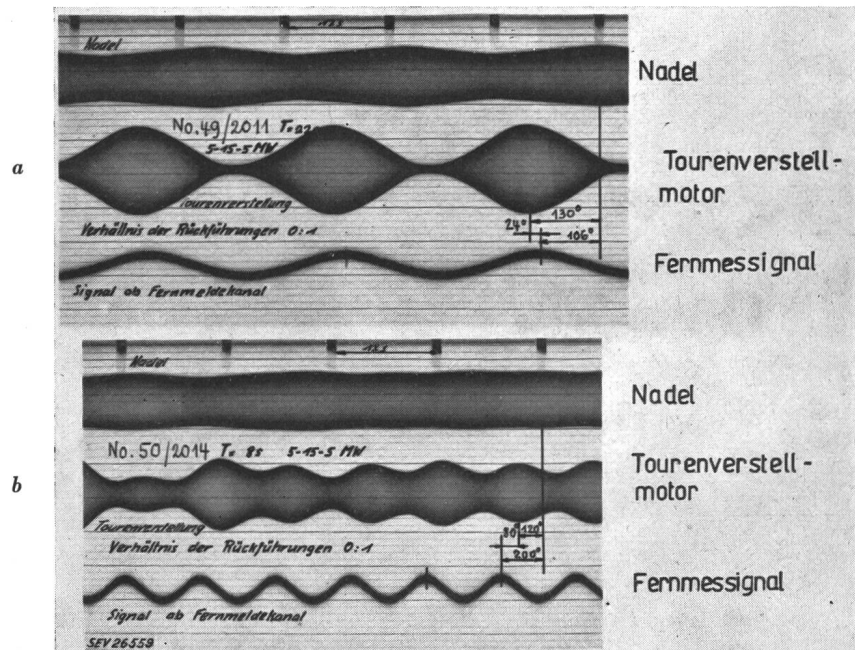 Nadel
Nadel
No. 49/2011
5-15-5 MW
a
Tourenverstell-
motor
Tourenverstellung
130°
Verhältnis der Rückführungen 0:1
24°
106°
Fernmessignal
Signal ab Fernmeldekanal
Nadel
Nadel
No. 50/2014 T= 8s 5-15-5 MW
Tourenverstell-
motor
b
Tourenverstellung
80° 120°
Verhältnis der Rückführungen 0:1
200°
Fernmessignal
Signal ab Fernmeldekanal
SEV 26559